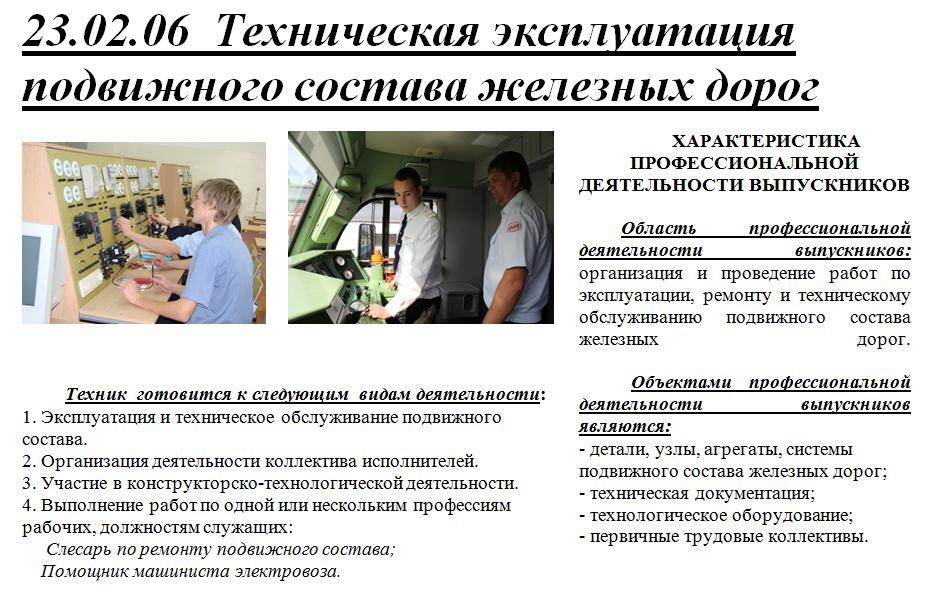 23.02.06 Техническая эксплуатация
подвижного состава железных дорог
ХАРАКТЕРИСТИКА
ПРОФЕССИОНАЛЬНОЙ
ДЕЯТЕЛЬНОСТИ ВЫПУСКНИКОВ
Область профессиональной
деятельности выпускников:
организация и проведение работ по
эксплуатации, ремонту и техническому
обслуживанию подвижного состава
железных дорог.
Объектами профессиональной
деятельности выпускников
являются:
- детали, узлы, агрегаты, системы
подвижного состава железных дорог;
- техническая документация;
- технологическое оборудование;
- первичные трудовые коллективы.
Техник готовится к следующим видам деятельности:
1. Эксплуатация и техническое обслуживание подвижного
состава.
2. Организация деятельности коллектива исполнителей.
3. Участие в конструкторско-технологической деятельности.
4. Выполнение работ по одной или нескольким профессиям
рабочих, должностям служащих:
Слесарь по ремонту подвижного состава;
Помощник машиниста электровоза.